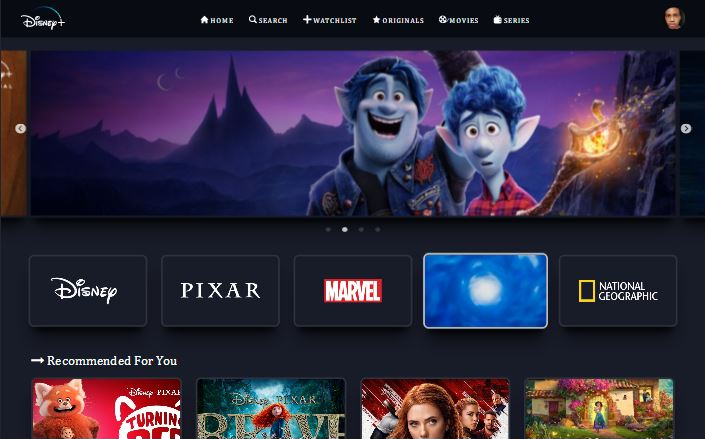 Disney+
HOME
SEARCH
WATCHLIST
ORIGINALS
MOVIES
SERIES
Disney
PIXAR
MARVEL
NATIONAL
GEOGRAPHIC
Recommended For You
Disney PIXAR
TURNING
RED
Disney PIXAR
BRAVE